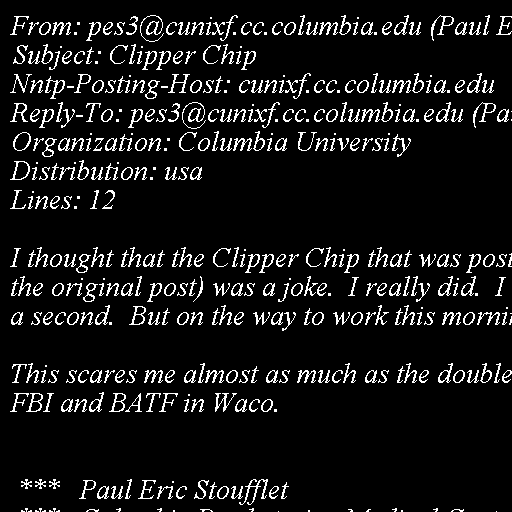 From: pes3@cunixf.cc.columbia.edu (Paul E
Subject: Clipper Chip
Nntp-Posting-Host: cunixf.cc.columbia.edu
Reply-To: pes3@cunixf.cc.columbia.edu (Pa
Organization: Columbia University
Distribution: usa
Lines: 12
I thought that the Clipper Chip that was post
the original post) was a joke. I really did. I
a second. But on the way to work this morni
This scares me almost as much as the double
FBI and BATF in Waco.
*** Paul Eric Stoufflet